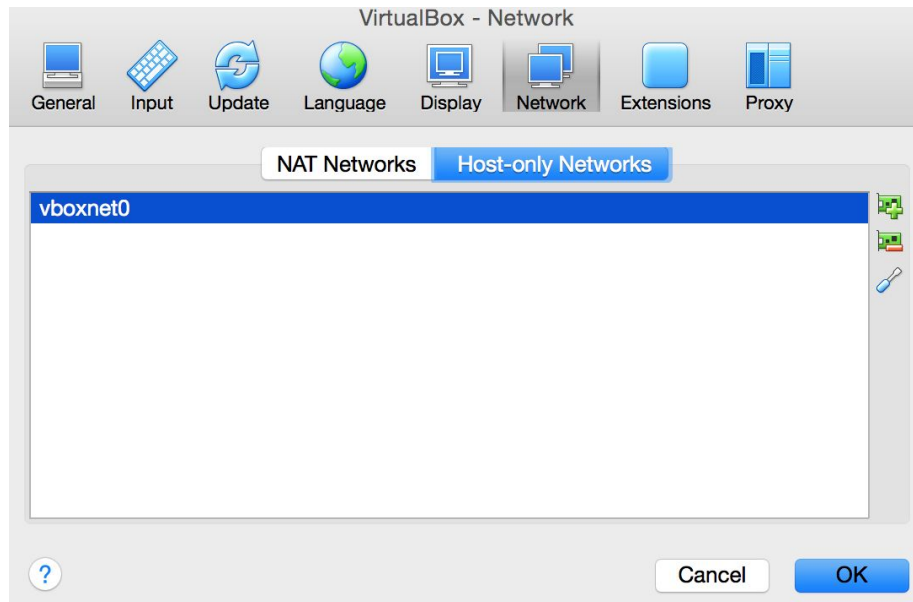 VirtualBox - Network
General Input Update Language Display Network Extensions Proxy
NAT Networks Host-only Networks
vboxnet0
? Cancel OK